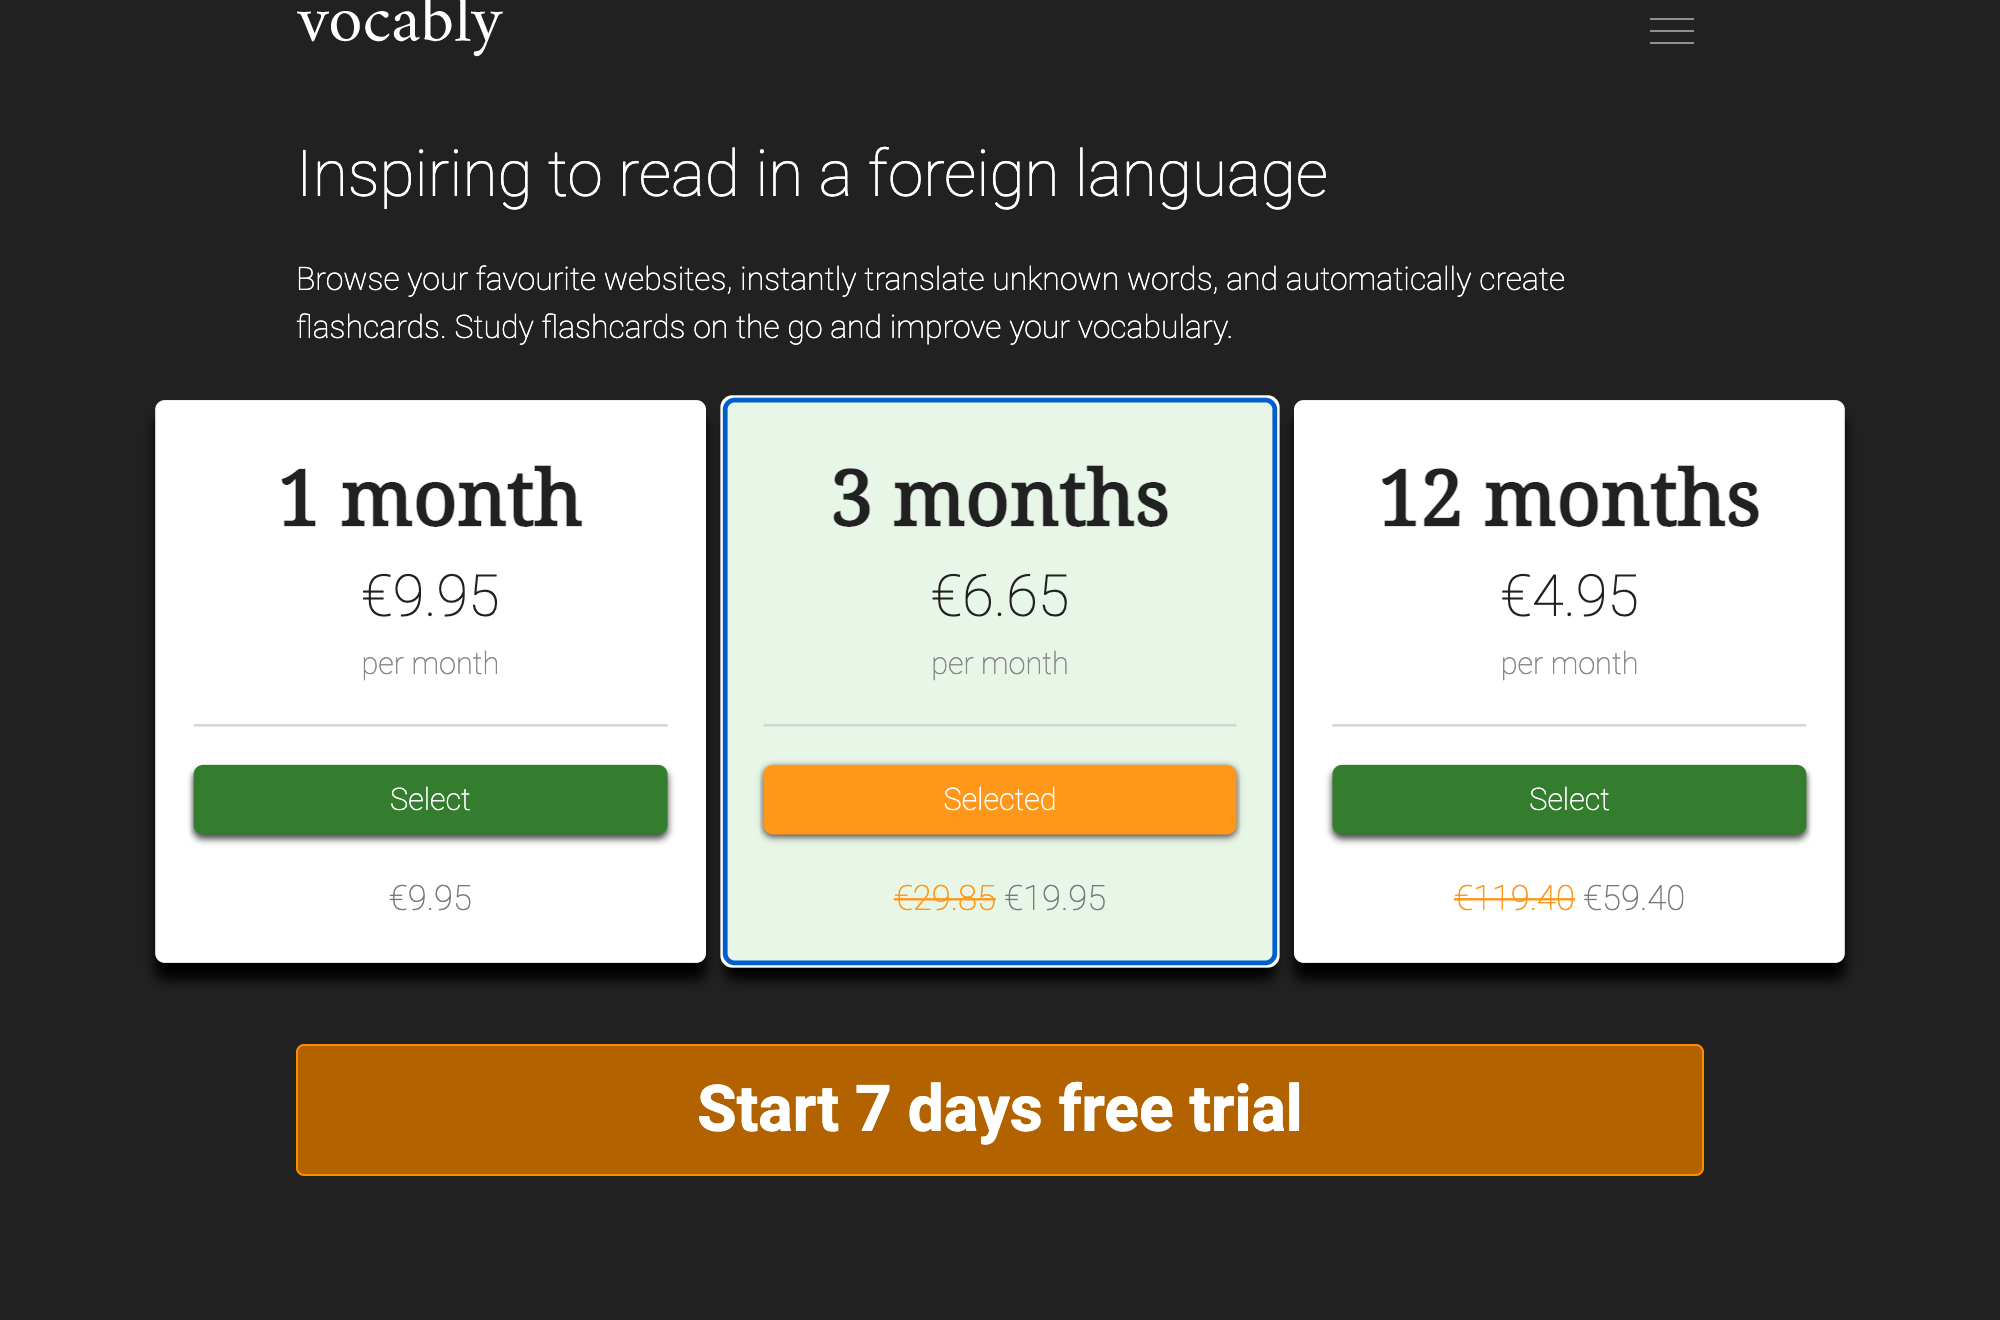 vocably
Inspiring to read in a foreign language
Browse your favourite websites, instantly translate unknown words, and automatically create
flashcards. Study flashcards on the go and improve your vocabulary.
1 month
€9.95
per month
Select
€9.95
3 months
€6.65
per month
Selected
€29.85 €19.95
12 months
€4.95
per month
Select
€119.40 €59.40
Start 7 days free trial